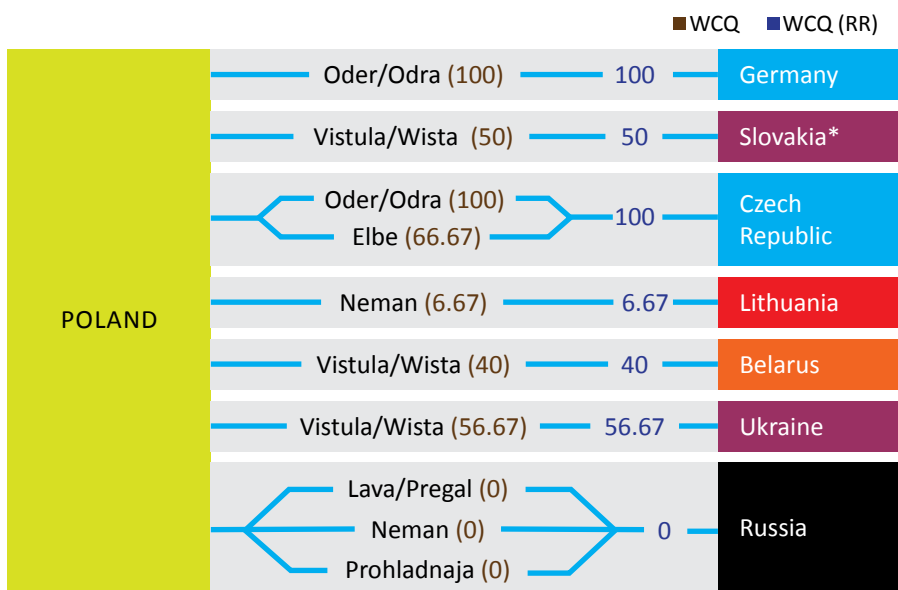 WCQ WCQ (RR)
POLAND
Oder/Odra (100) 100 Germany
Vistula/Wista (50) 50 Slovakia*
Oder/Odra (100)
Elbe (66.67)
100
Czech
Republic
Neman (6.67) 6.67 Lithuania
Vistula/Wista (40) 40 Belarus
Vistula/Wista (56.67) 56.67 Ukraine
Lava/Pregal (0)
Neman (0)
Prohladnaja (0)
0 Russia